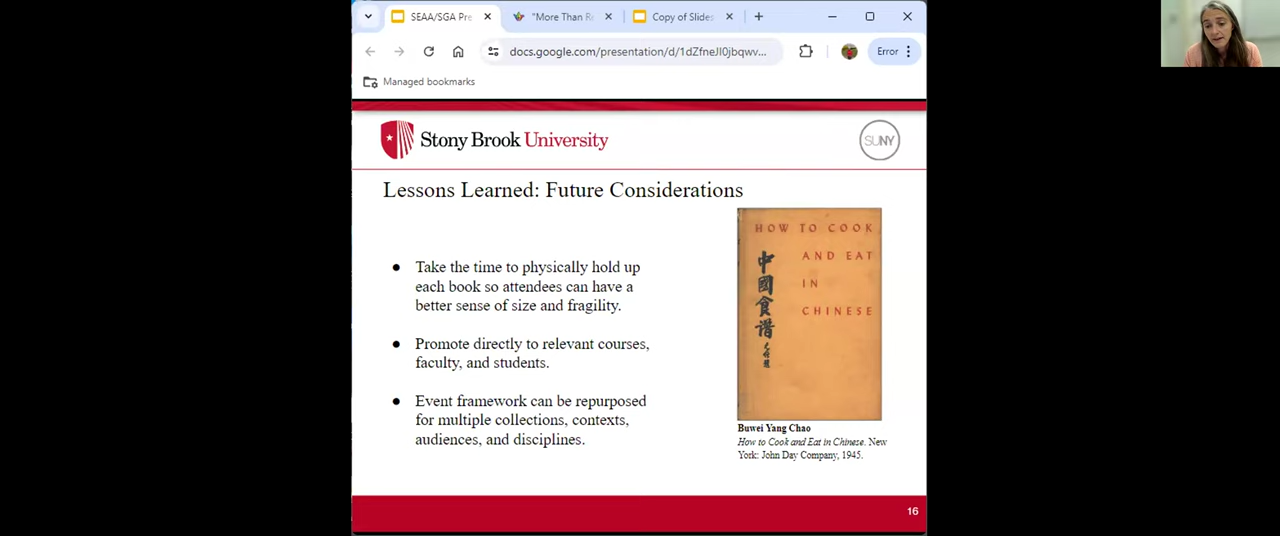 SEAA/SGA Pre
"More Than R
Copy of Slides
docs.google.com/presentation/d/1dZfneJl0jbqwv...
Error
Managed bookmarks
Stony Brook University
SUNY
Lessons Learned: Future Considerations
● Take the time to physically hold up
each book so attendees can have a
better sense of size and fragility.
● Promote directly to relevant courses,
faculty, and students.
● Event framework can be repurposed
for multiple collections, contexts,
audiences, and disciplines.
HOW TO COOK
AND EAT
IN
CHINESE
中國食譜
Buwei Yang Chao
How to Cook and Eat in Chinese. New
York: John Day Company, 1945.
16